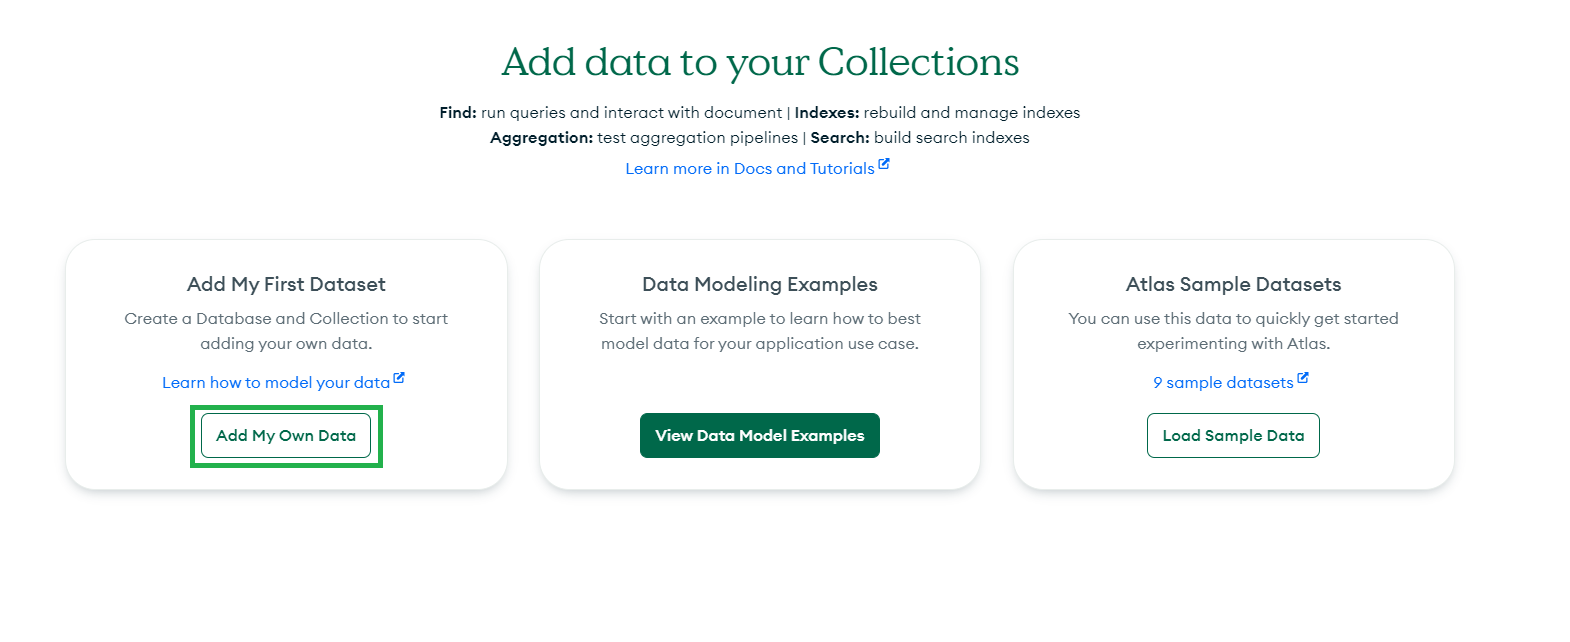 Add data to your Collections
Find: run queries and interact with document | Indexes: rebuild and manage indexes
Aggregation: test aggregation pipelines | Search: build search indexes
Learn more in Docs and Tutorials
Add My First Dataset
Create a Database and Collection to start
adding your own data.
Learn how to model your data
Add My Own Data
Data Modeling Examples
Start with an example to learn how to best
model data for your application use case.
View Data Model Examples
Atlas Sample Datasets
You can use this data to quickly get started
experimenting with Atlas.
9 sample datasets
Load Sample Data